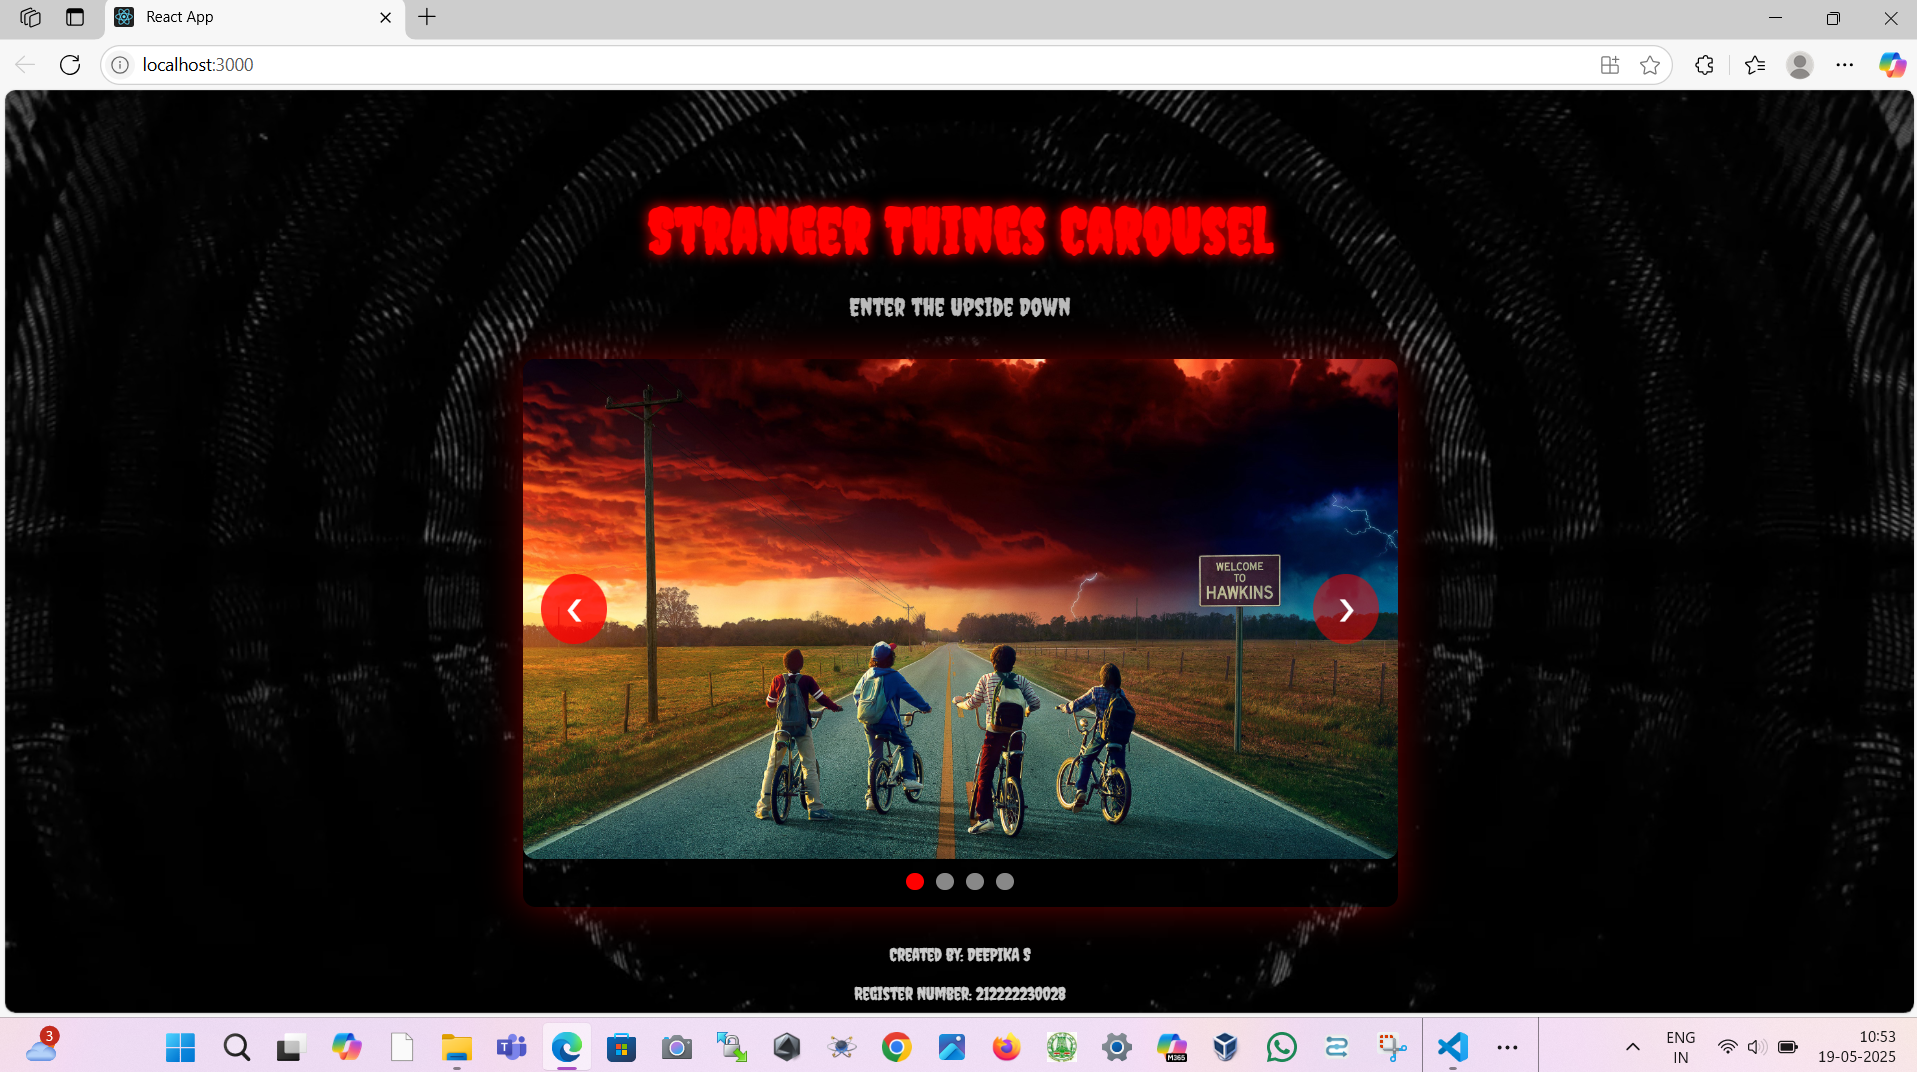 React App
localhost:3000
STRANGER THINGS CAROUSEL
ENTER THE UPSIDE DOWN
WELCOME
TO
HAWKINS
❮
❯
CREATED BY: DEEPIKA S
REGISTER NUMBER: 212222230028
3
T
M365
ENG
IN
10:53
19-05-2025